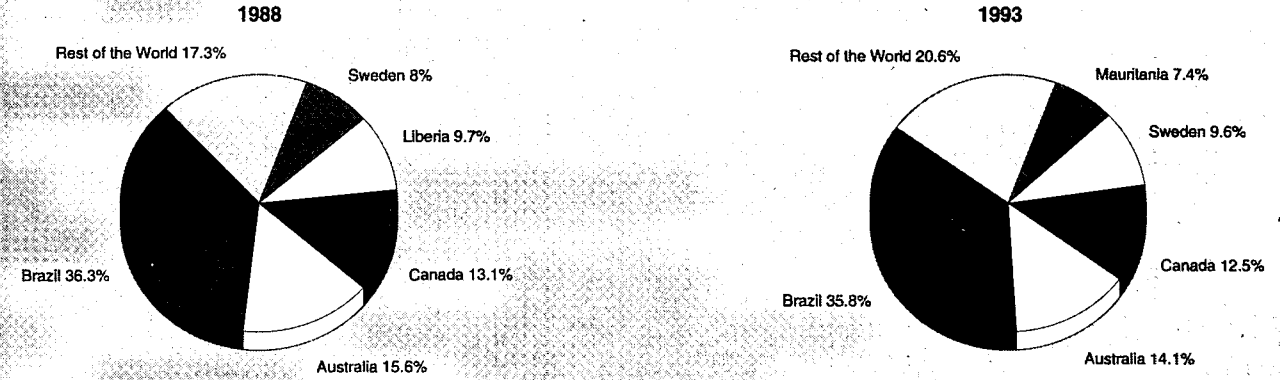 1988
Rest of the World 17.3%
Sweden 8%
Liberia 9.7%
Canada 13.1%
Australia 15.6%
Brazil 36.3%
1993
Rest of the World 20.6%
Mauritania 7.4%
Sweden 9.6%
Canada 12.5%
Australia 14.1%
Brazil 35.8%